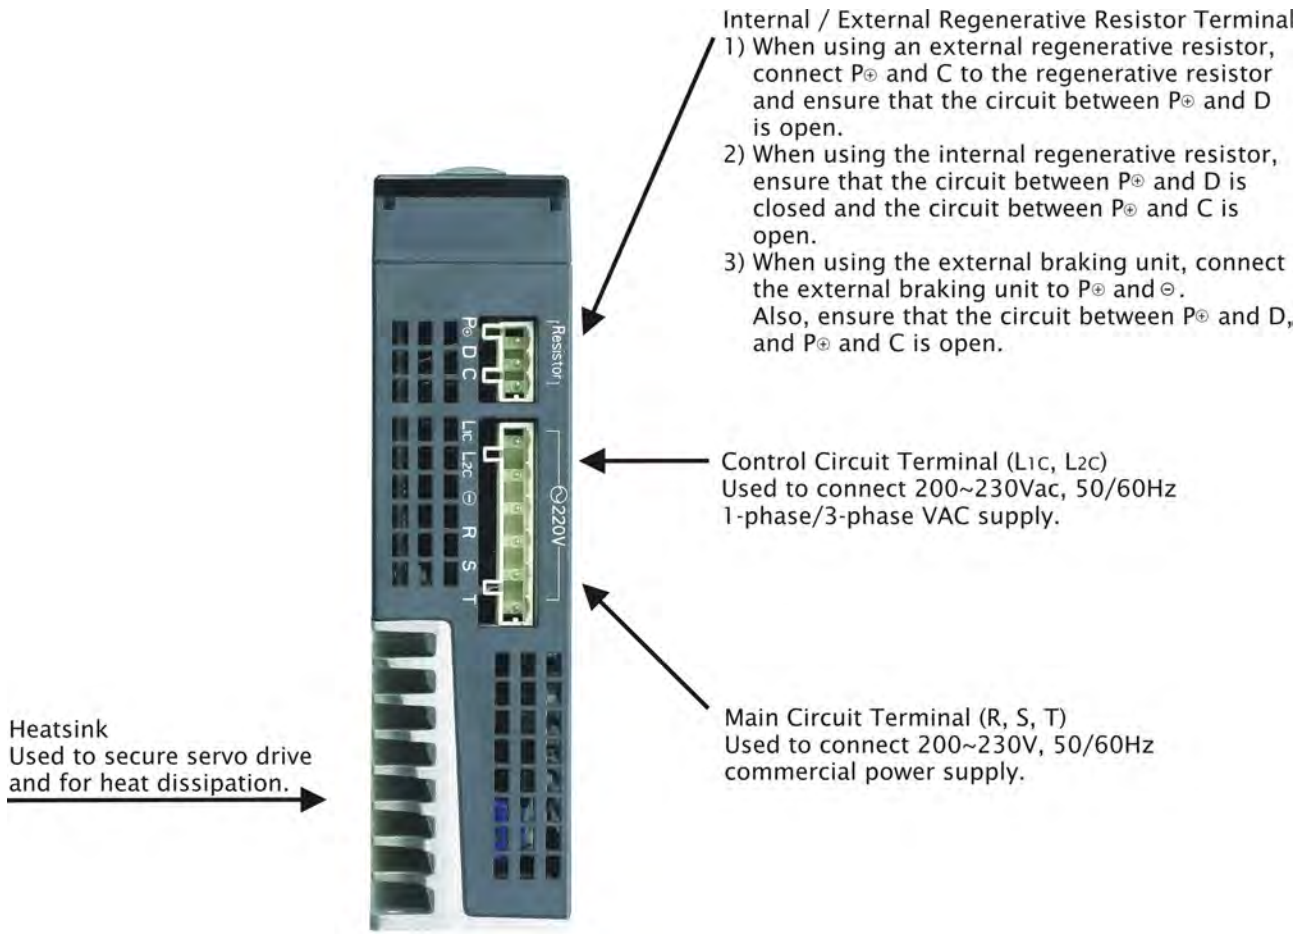 Internal / External Regenerative Resistor Terminal
1) When using an external regenerative resistor,
connect P⊕ and C to the regenerative resistor
and ensure that the circuit between P⊕ and D
is open.
2) When using the internal regenerative resistor,
ensure that the circuit between P⊕ and D is
closed and the circuit between P⊕ and C is
open.
3) When using the external braking unit, connect
the external braking unit to P⊕ and ⊖.
Also, ensure that the circuit between P⊕ and D,
and P⊕ and C is open.
P⊕ D C
Resistor
L1C L2C ⊖ R S T
220V
Control Circuit Terminal (L1C, L2C)
Used to connect 200~230Vac, 50/60Hz
1-phase/3-phase VAC supply.
Main Circuit Terminal (R, S, T)
Used to connect 200~230V, 50/60Hz
commercial power supply.
Heatsink
Used to secure servo drive
and for heat dissipation.